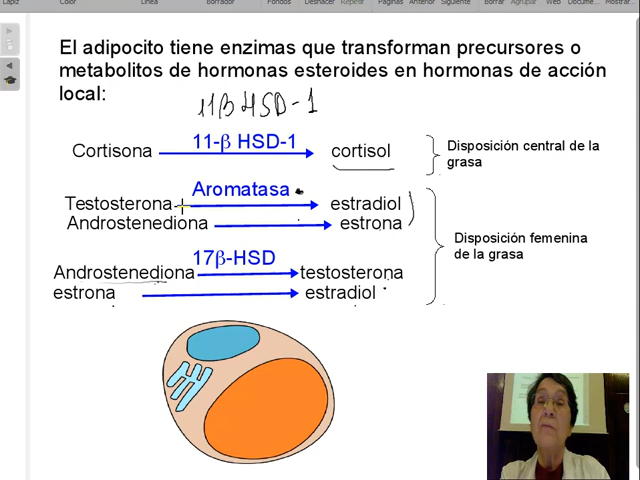 Lápiz Color Línea Borrador Fondos Deshacer Repetir Páginas Anterior Siguiente Borrar Agrupar Mostrar...
El adipocito tiene enzimas que transforman precursores o
metabolitos de hormonas esteroides en hormonas de acción
local:
11β HSD-1
Cortisona 11-β HSD-1 cortisol
Disposición central de la
grasa
Testosterona Aromatasa estradiol
Androstenediona estrona
Disposición femenina
de la grasa
17β-HSD
Androstenediona testosterona
estrona estradiol